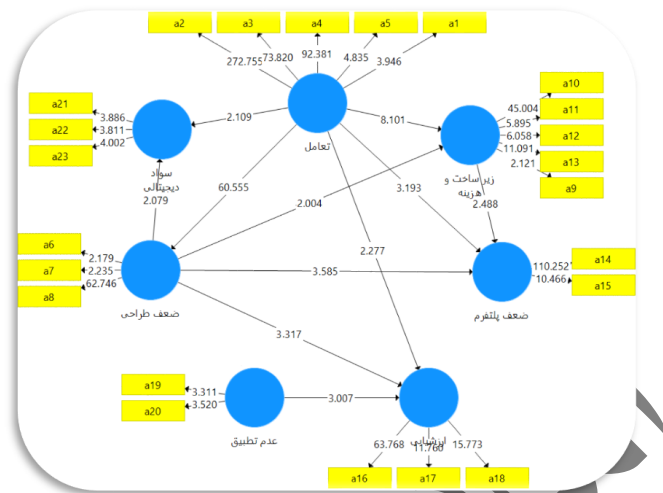 a2 a3 a4 a5 a1
272.755 73.820 92.381 4.835 3.946
a10
a21 45.004 a11
3.886 5.895
a22 3.811 2.109 8.101 6.058 a12
4.002 11.091
a23 تعامل 2.121 a13
سواد زیر ساخت و a9
دیجیتالی هزینه
2.079 60.555 3.193 2.488
2.004
a6 2.277
2.179 110.252 a14
a7 2.235 3.585
62.746 10.466 a15
a8
ضعف طراحی ضعف پلتفرم
3.317
a19 3.311
3.007
a20 3.520
عدم تطبیق ارزشیابی
63.768 11.760 15.773
a16 a17 a18